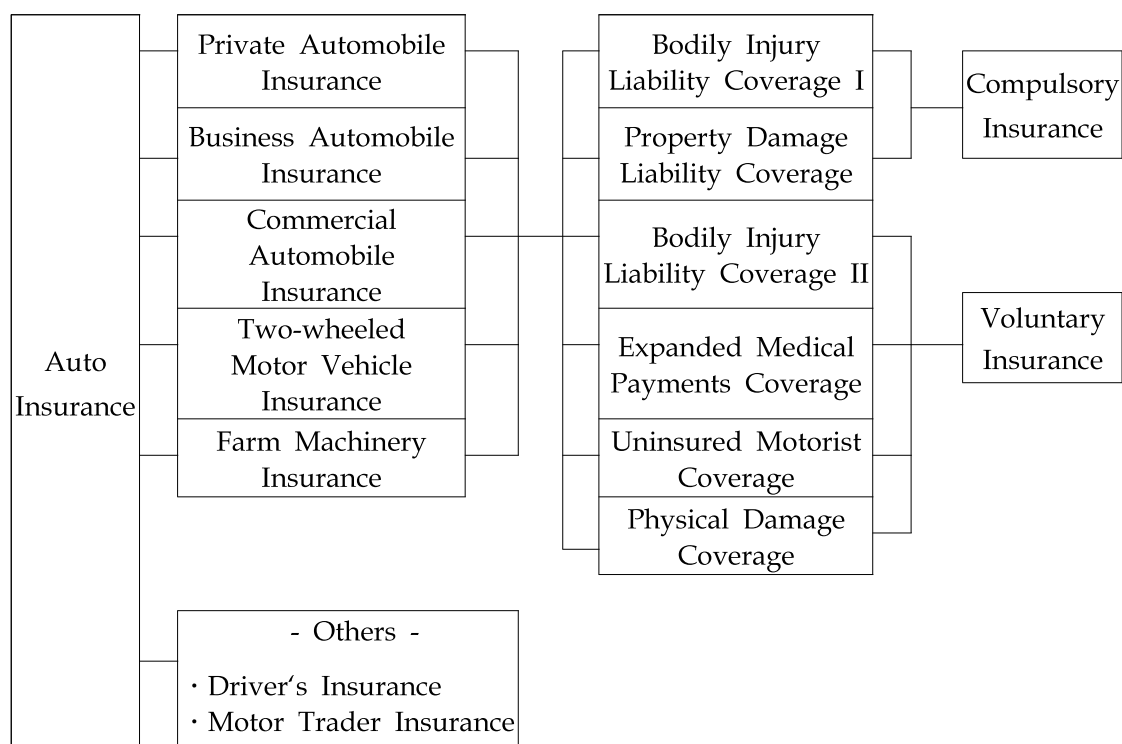 Auto
Insurance
Private Automobile
Insurance
Business Automobile
Insurance
Commercial
Automobile
Insurance
Two-wheeled
Motor Vehicle
Insurance
Farm Machinery
Insurance
- Others -
· Driver‘s Insurance
· Motor Trader Insurance
Bodily Injury
Liability Coverage I
Property Damage
Liability Coverage
Bodily Injury
Liability Coverage II
Expanded Medical
Payments Coverage
Uninsured Motorist
Coverage
Physical Damage
Coverage
Compulsory
Insurance
Voluntary
Insurance